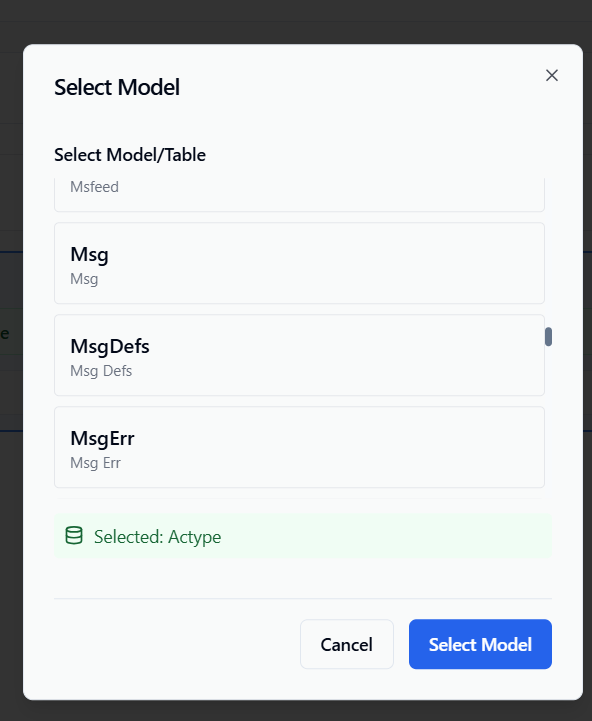 Select Model
Select Model/Table
Msfeed
Msg
Msg
MsgDefs
Msg Defs
e
MsgErr
Msg Err
Selected: Actype
Cancel
Select Model